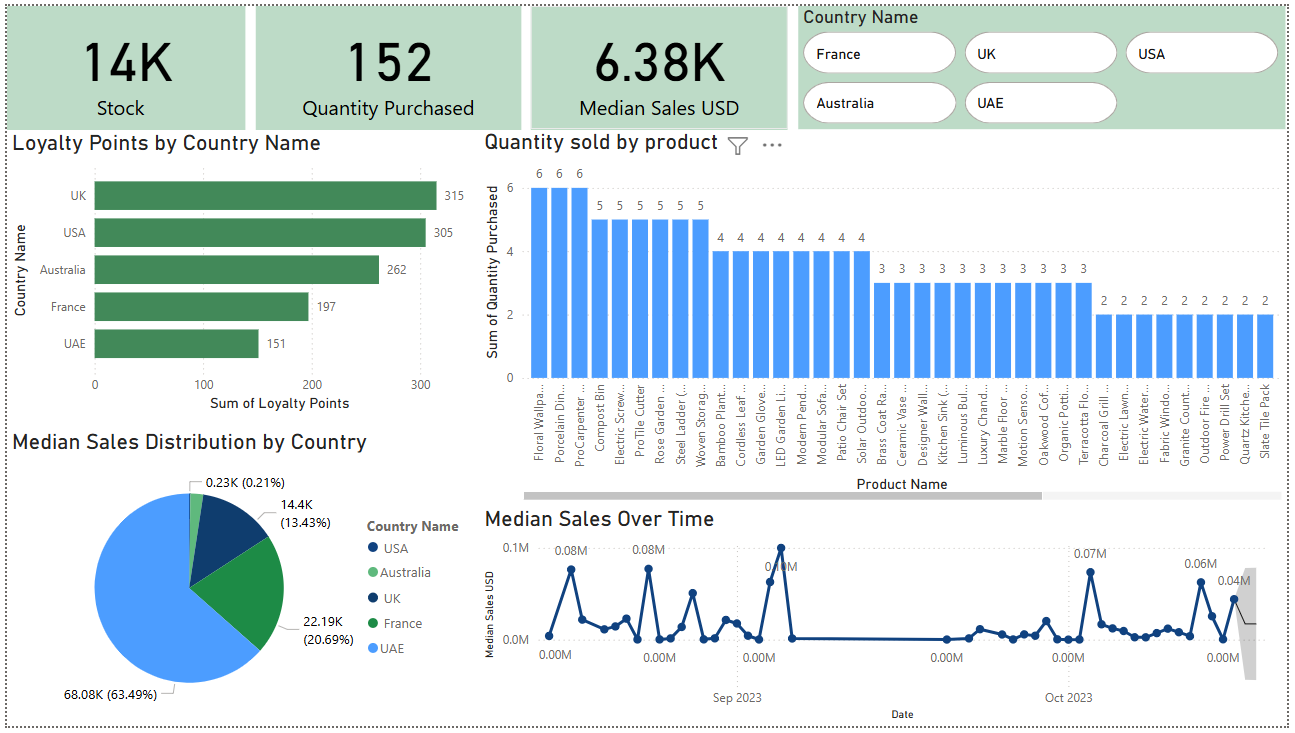 14K
Stock
152
Quantity Purchased
6.38K
Median Sales USD
Country Name
France
UK
USA
Australia
UAE
Loyalty Points by Country Name
Country Name
UK
315
USA
305
Australia
262
France
197
UAE
151
0
100
200
300
Sum of Loyalty Points
Quantity sold by product
Sum of Quantity Purchased
6
4
2
0
6
6
6
5
5
5
5
5
5
4
4
4
4
4
4
4
4
3
3
3
3
3
3
3
3
3
3
3
2
2
2
2
2
2
2
2
2
Floral Wallpa...
Porcelain Din...
ProCarpenter ...
Compost Bin
Electric Screw...
ProTile Cutter
Rose Garden ...
Steel Ladder (...
Woven Storag...
Bamboo Plant...
Cordless Leaf ...
Garden Glove...
LED Garden Li...
Modern Pend...
Modular Sofa...
Patio Chair Set
Solar Outdoo...
Brass Coat Ra...
Ceramic Vase ...
Designer Wall...
Kitchen Sink (...
Luminous Bul...
Luxury Chand...
Marble Floor ...
Motion Senso...
Oakwood Cof...
Organic Potti...
Terracotta Flo...
Charcoal Grill ...
Electric Lawn...
Electric Water...
Fabric Windo...
Granite Count...
Outdoor Fire ...
Power Drill Set
Quartz Kitche...
Slate Tile Pack
Product Name
Median Sales Distribution by Country
0.23K (0.21%)
14.4K
(13.43%)
22.19K
(20.69%)
68.08K (63.49%)
Country Name
USA
Australia
UK
France
UAE
Median Sales Over Time
Median Sales USD
0.1M
0.0M
0.08M
0.08M
0.10M
0.07M
0.06M
0.04M
0.00M
0.00M
0.00M
0.00M
0.00M
0.00M
Sep 2023
Oct 2023
Date